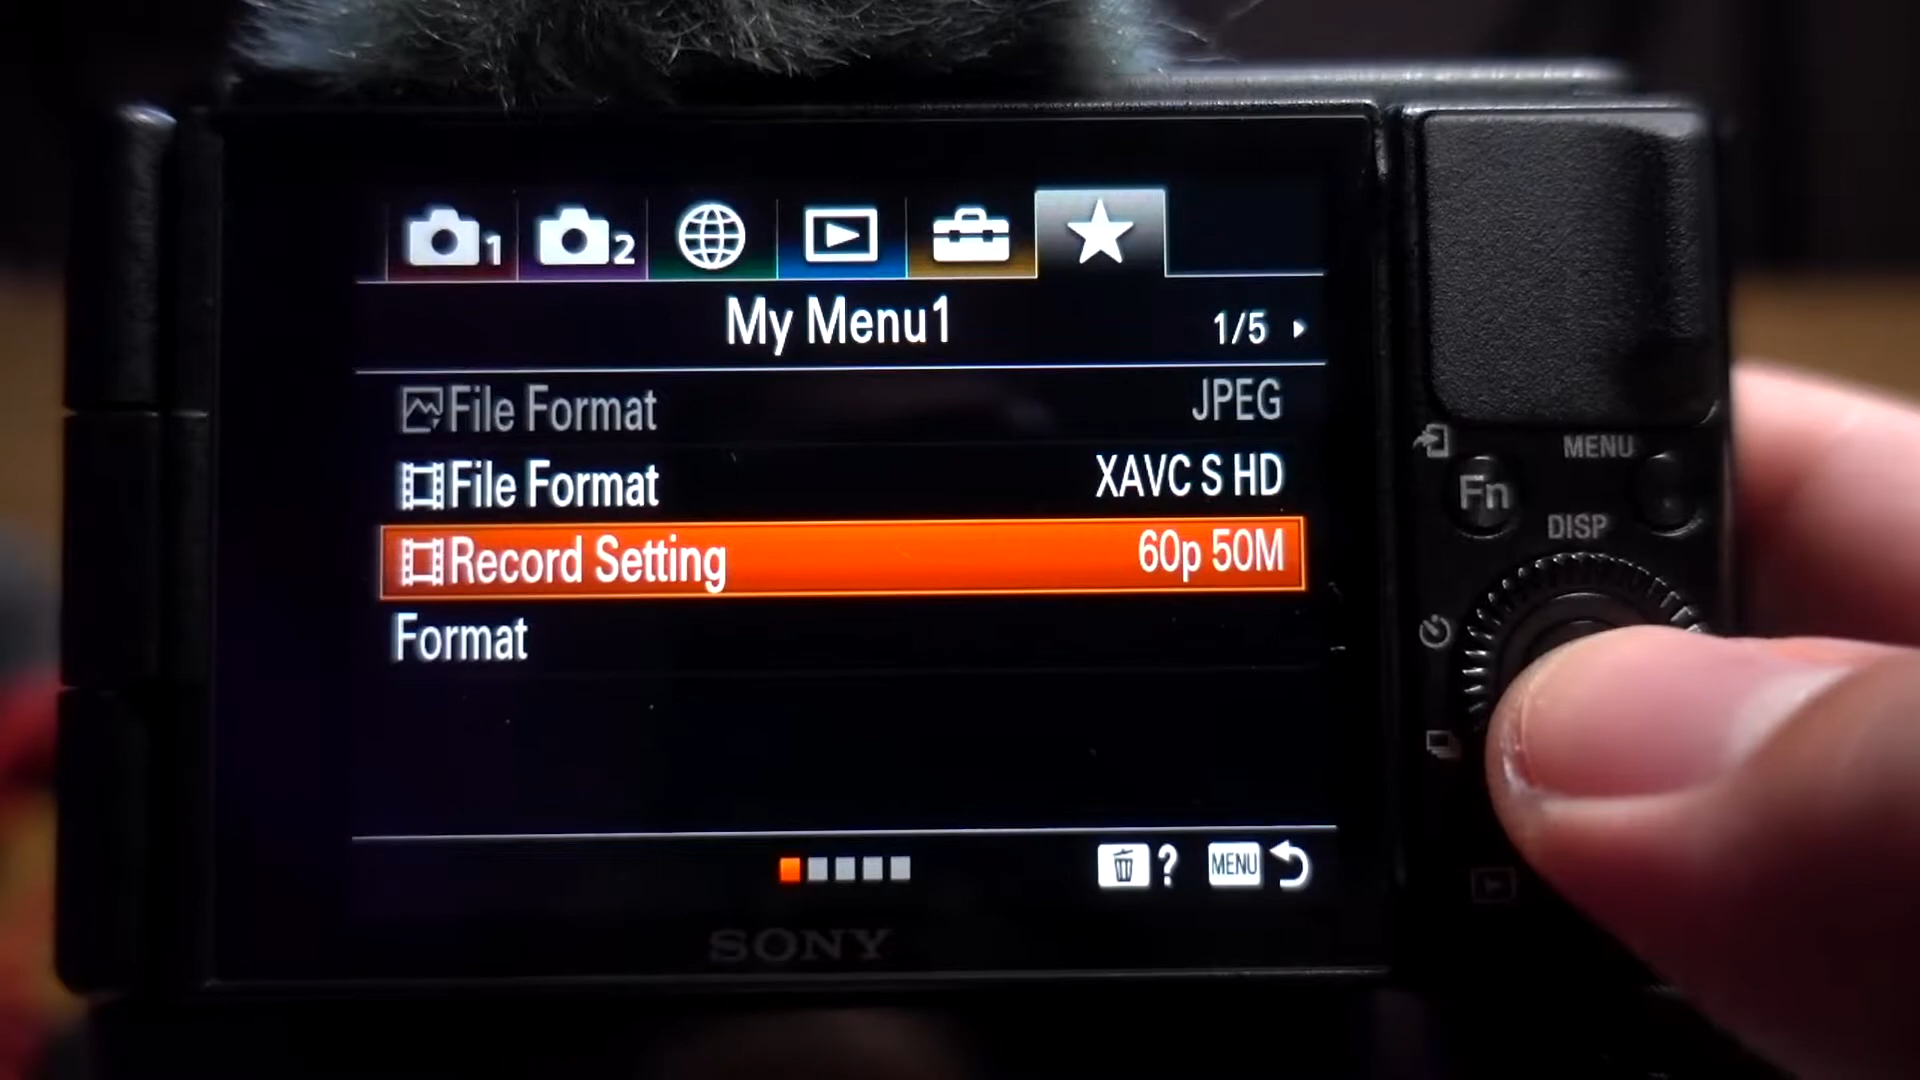 1 2
My Menu1 1/5
File Format JPEG
File Format XAVC S HD
Record Setting 60p 50M
Format
? MENU
SONY
MENU
Fn
DISP